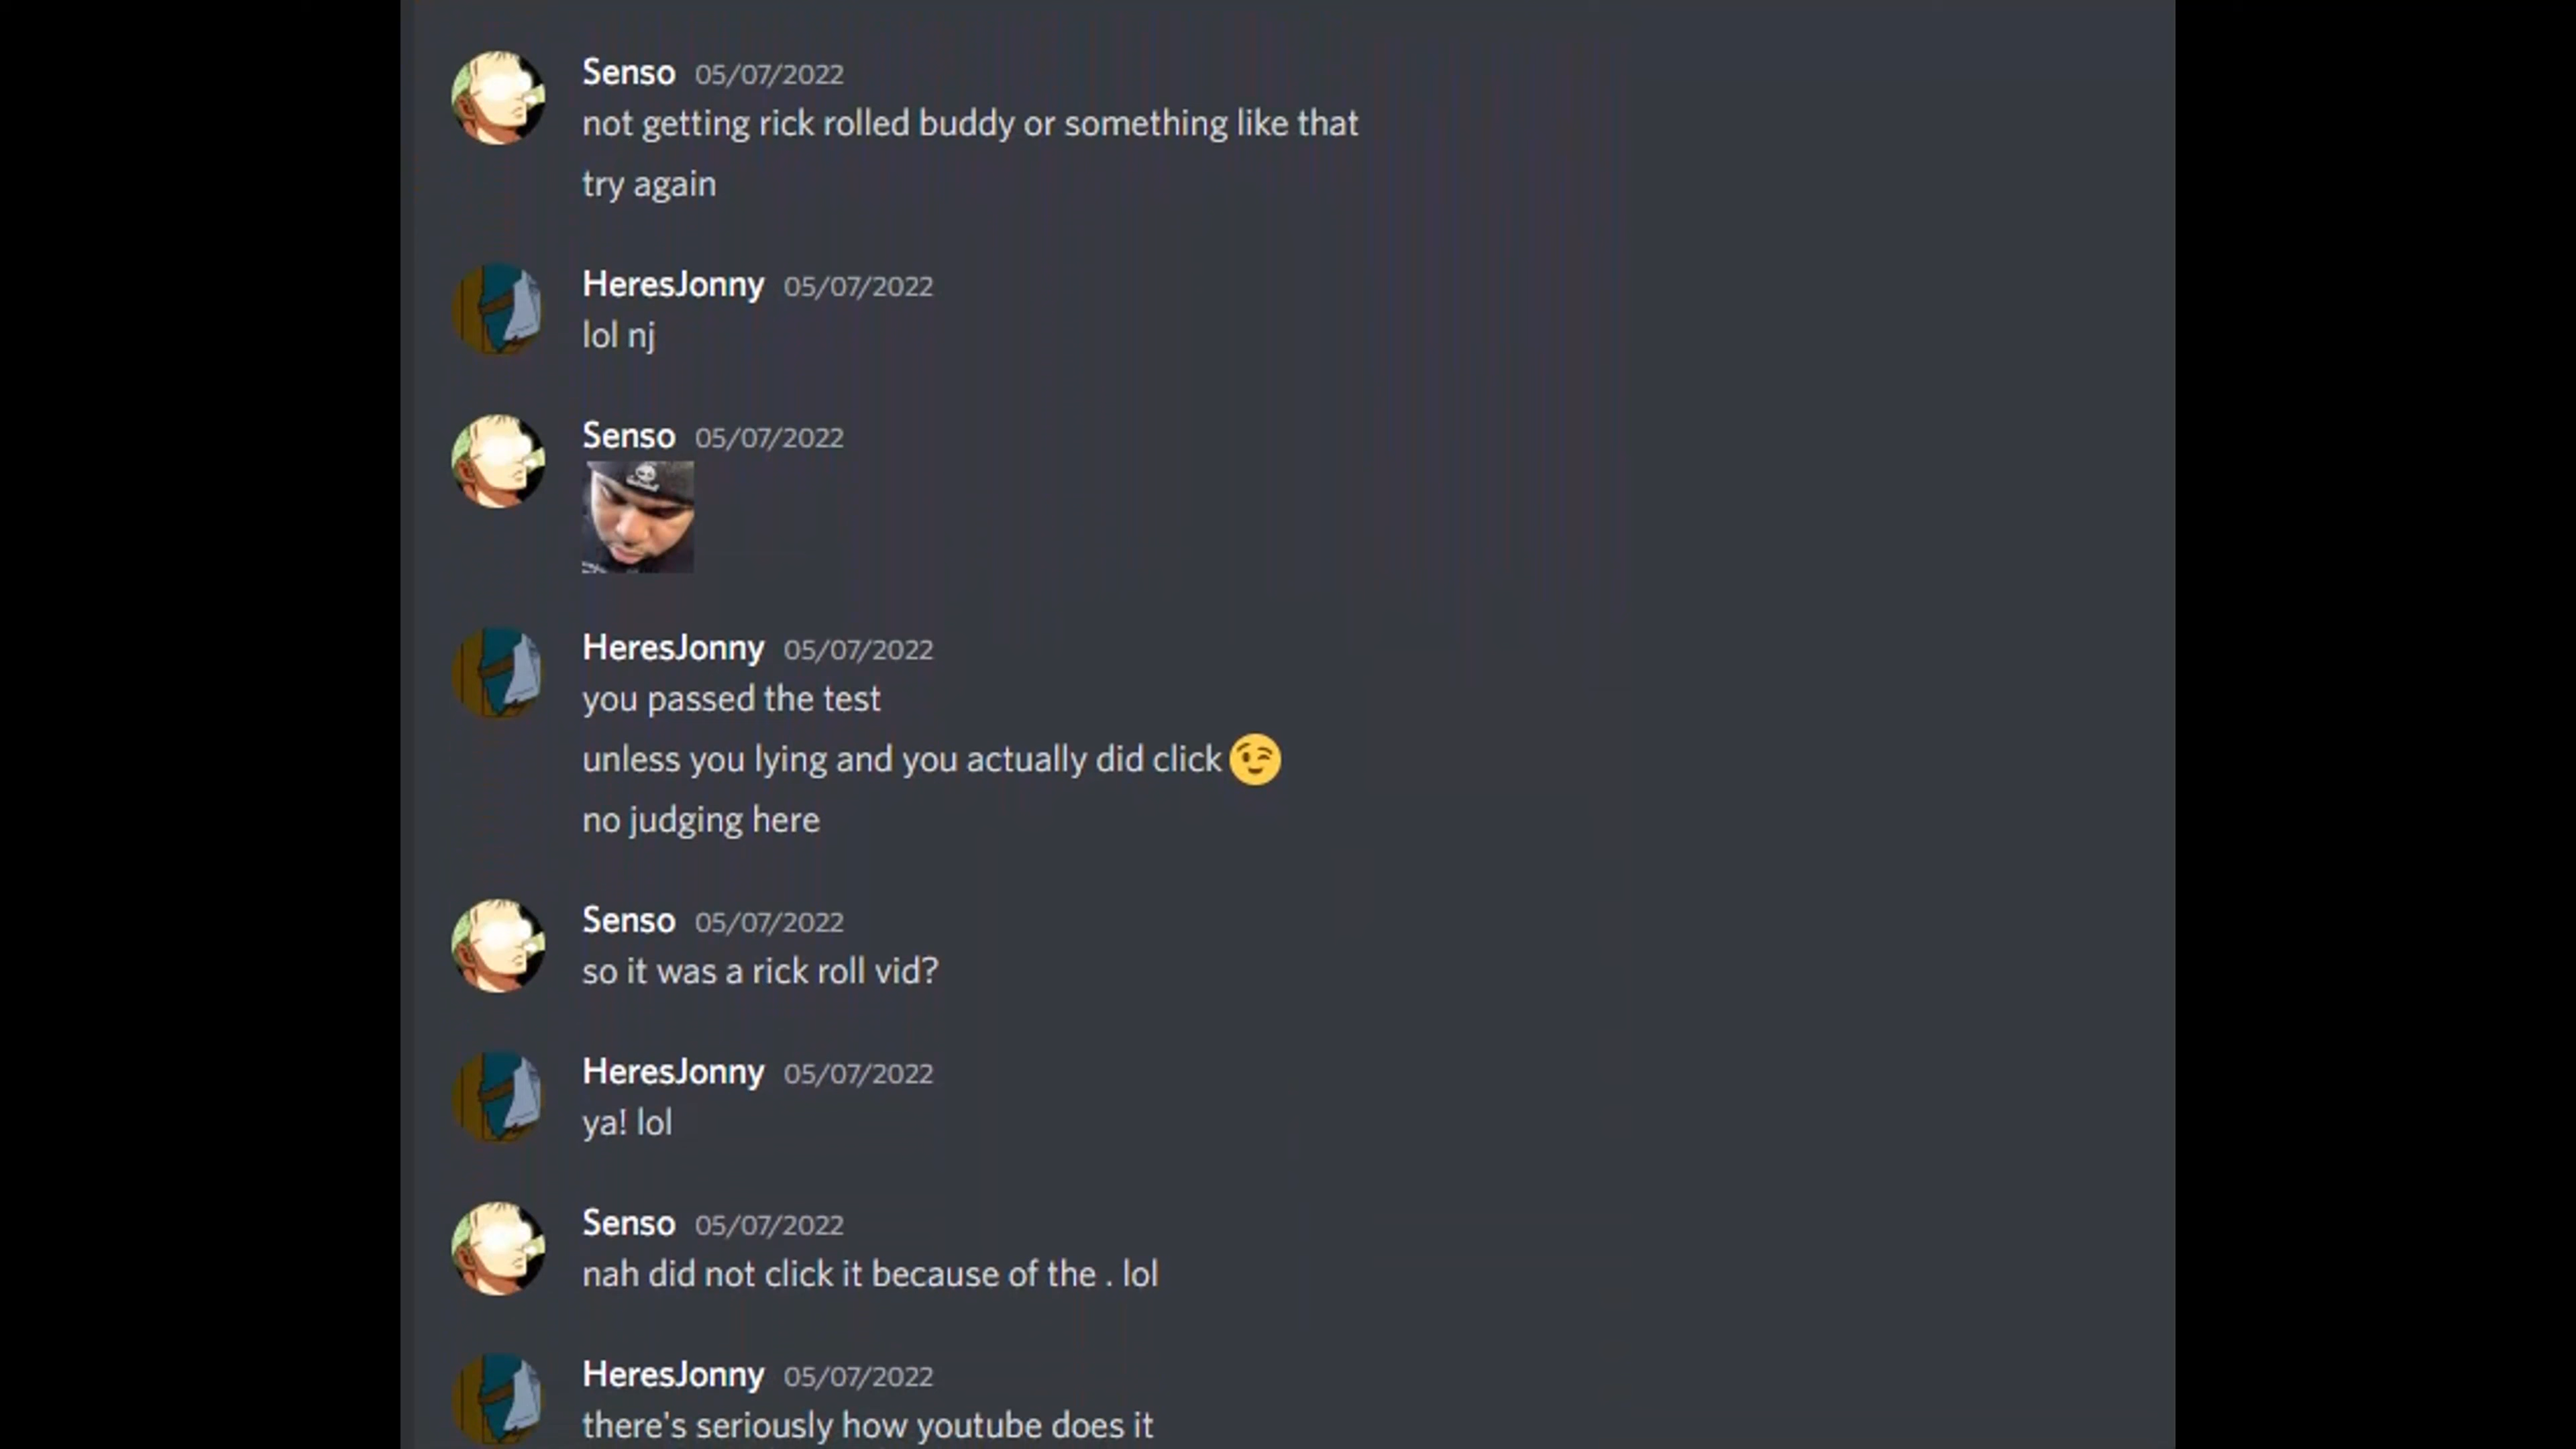 Senso 05/07/2022
not getting rick rolled buddy or something like that
try again
HeresJonny 05/07/2022
lol nj
Senso 05/07/2022
HeresJonny 05/07/2022
you passed the test
unless you lying and you actually did click 😉
no judging here
Senso 05/07/2022
so it was a rick roll vid?
HeresJonny 05/07/2022
ya! lol
Senso 05/07/2022
nah did not click it because of the . lol
HeresJonny 05/07/2022
there's seriously how youtube does it